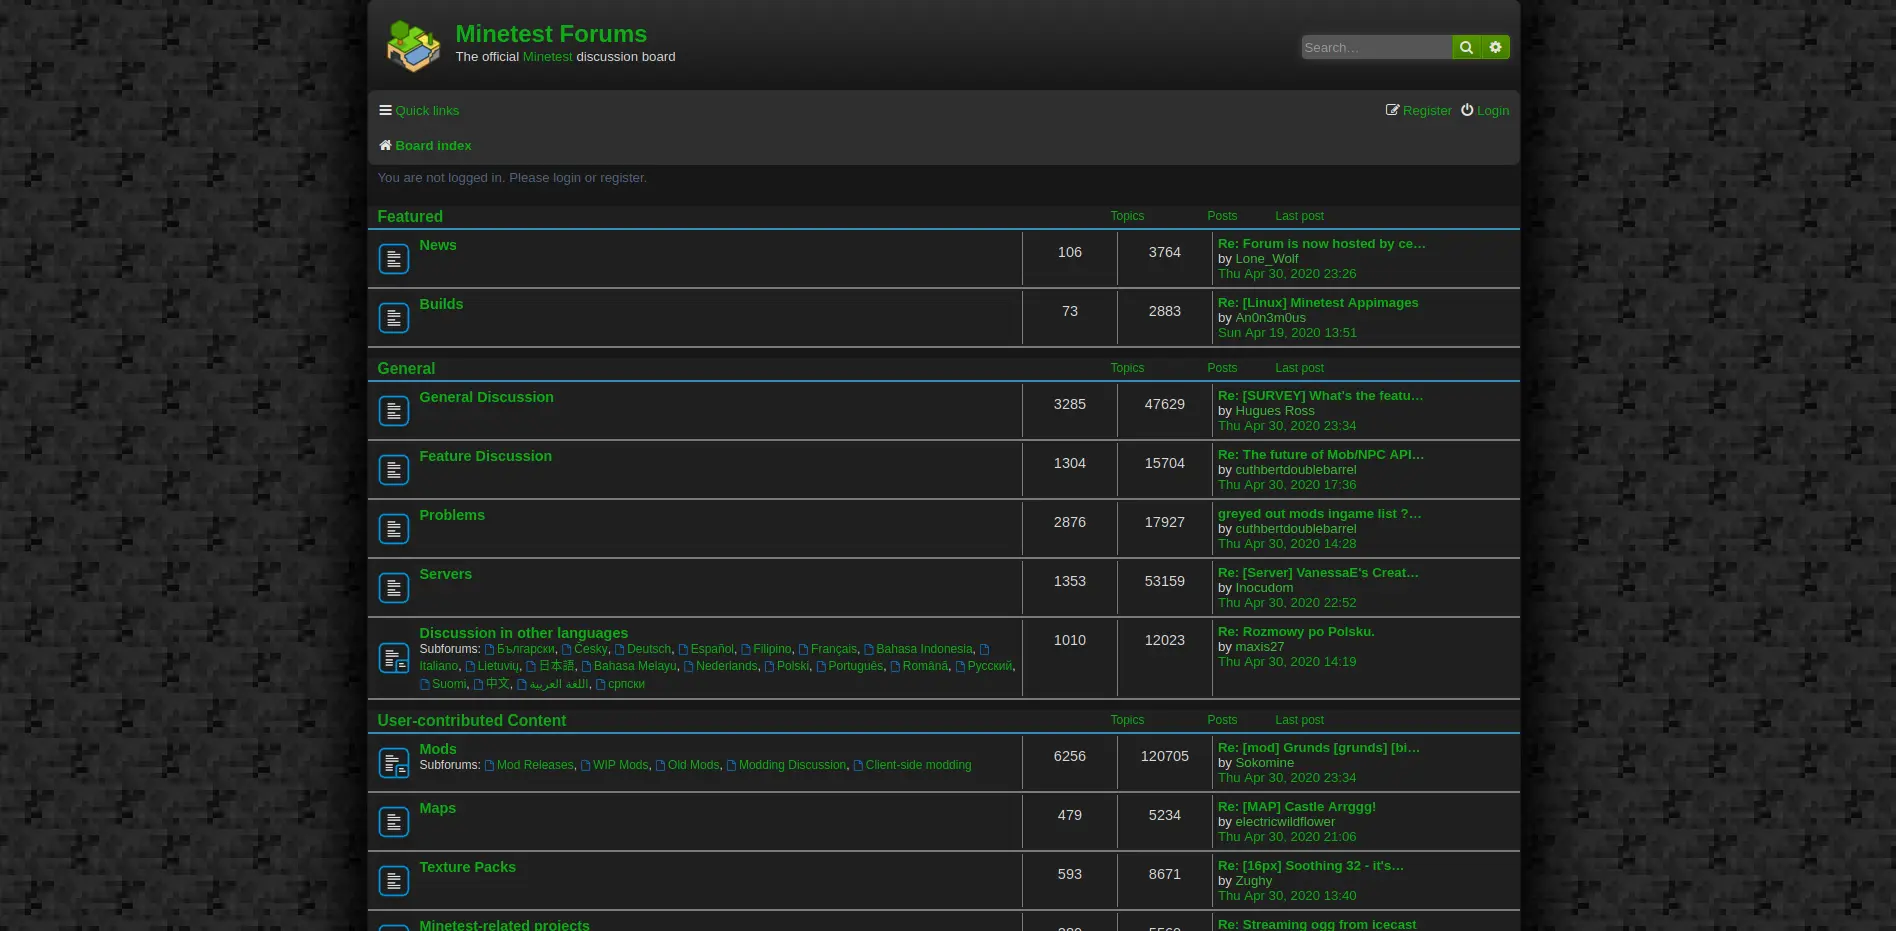 Minetest Forums
The official Minetest discussion board
Search…
Quick links
Register Login
Board index
You are not logged in. Please login or register.
Featured Topics Posts Last post
News 106 3764 Re: Forum is now hosted by ce…
by Lone_Wolf
Thu Apr 30, 2020 23:26
Builds 73 2883 Re: [Linux] Minetest Appimages
by An0n3m0us
Sun Apr 19, 2020 13:51
General Topics Posts Last post
General Discussion 3285 47629 Re: [SURVEY] What's the featu…
by Hugues Ross
Thu Apr 30, 2020 23:34
Feature Discussion 1304 15704 Re: The future of Mob/NPC API…
by cuthbertdoublebarrel
Thu Apr 30, 2020 17:36
Problems 2876 17927 greyed out mods ingame list ?…
by cuthbertdoublebarrel
Thu Apr 30, 2020 14:28
Servers 1353 53159 Re: [Server] VanessaE's Creat…
by Inocudom
Thu Apr 30, 2020 22:52
Discussion in other languages 1010 12023 Re: Rozmowy po Polsku.
by maxis27
Thu Apr 30, 2020 14:19
Subforums: Български, Česky, Deutsch, Español, Filipino, Français, Bahasa Indonesia,
Italiano, Lietuvių, 日本語, Bahasa Melayu, Nederlands, Polski, Português, Română, Русский,
Suomi, 中文, اللغة العربية, српски
User-contributed Content Topics Posts Last post
Mods 6256 120705 Re: [mod] Grunds [grunds] [bi…
Subforums: Mod Releases, WIP Mods, Old Mods, Modding Discussion, Client-side modding
by Sokomine
Thu Apr 30, 2020 23:34
Maps 479 5234 Re: [MAP] Castle Arrggg!
by electricwildflower
Thu Apr 30, 2020 21:06
Texture Packs 593 8671 Re: [16px] Soothing 32 - it's…
by Zughy
Thu Apr 30, 2020 13:40
Minetest-related projects Re: Streaming ogg from icecast